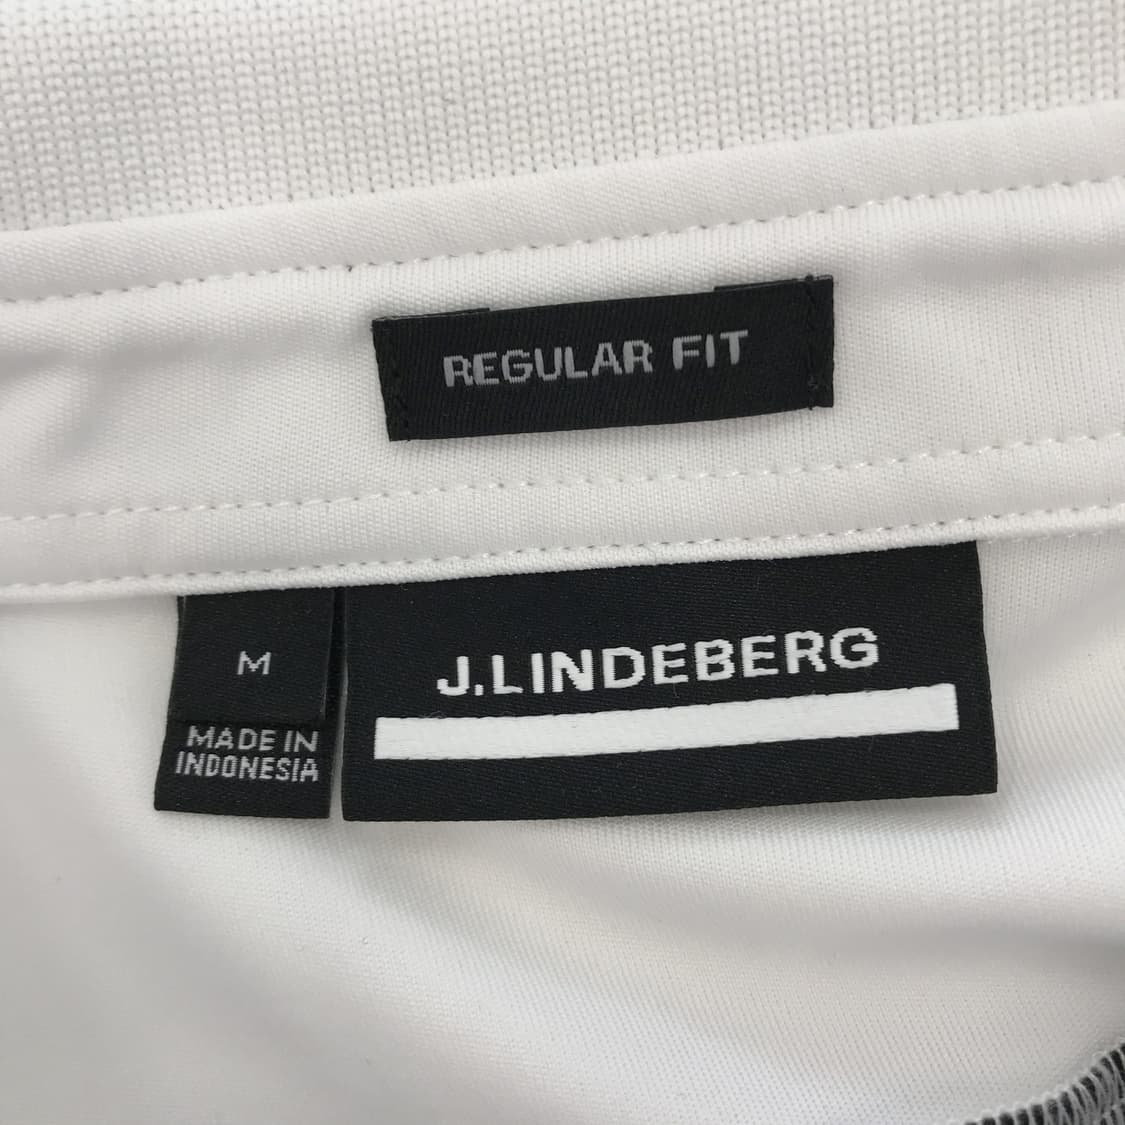 REGULAR FIT
J.LINDEBERG
M
MADE IN
INDONESIA